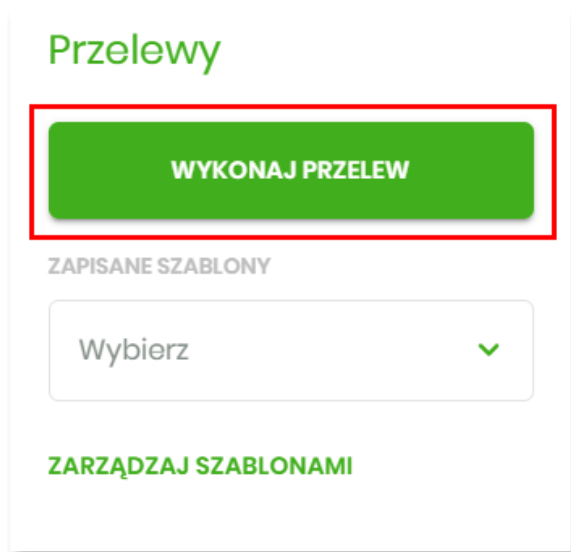 Przelewy
WYKONAJ PRZELEW
ZAPISANE SZABLONY
Wybierz
ZARZĄDZAJ SZABLONAMI